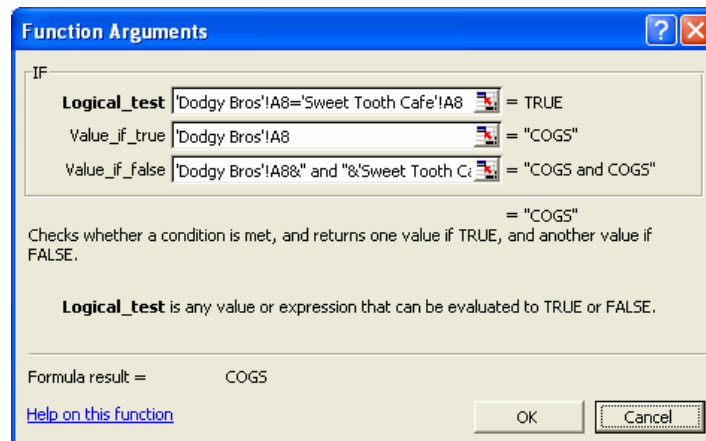 Function Arguments
IF
Logical_test 'Dodgy Bros'!A8='Sweet Tooth Cafe'!A8 = TRUE
Value_if_true 'Dodgy Bros'!A8 = "COGS"
Value_if_false 'Dodgy Bros'!A8&" and "&'Sweet Tooth Ca = "COGS and COGS"
= "COGS"
Checks whether a condition is met, and returns one value if TRUE, and another value if
FALSE.
Logical_test is any value or expression that can be evaluated to TRUE or FALSE.
Formula result = COGS
Help on this function OK Cancel